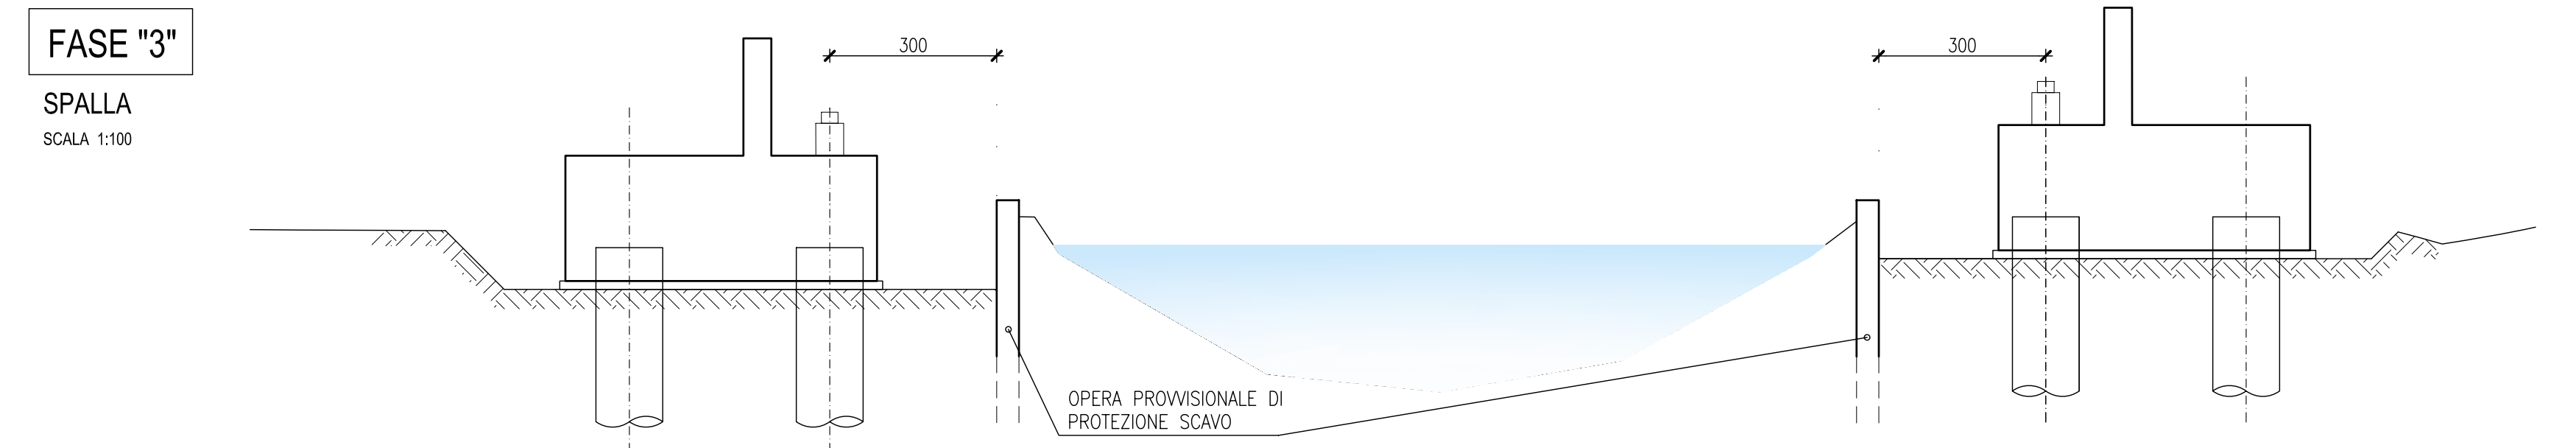 FASE "3"
SPALLA
SCALA 1:100
300
300
OPERA PROVVISIONALE DI
PROTEZIONE SCAVO